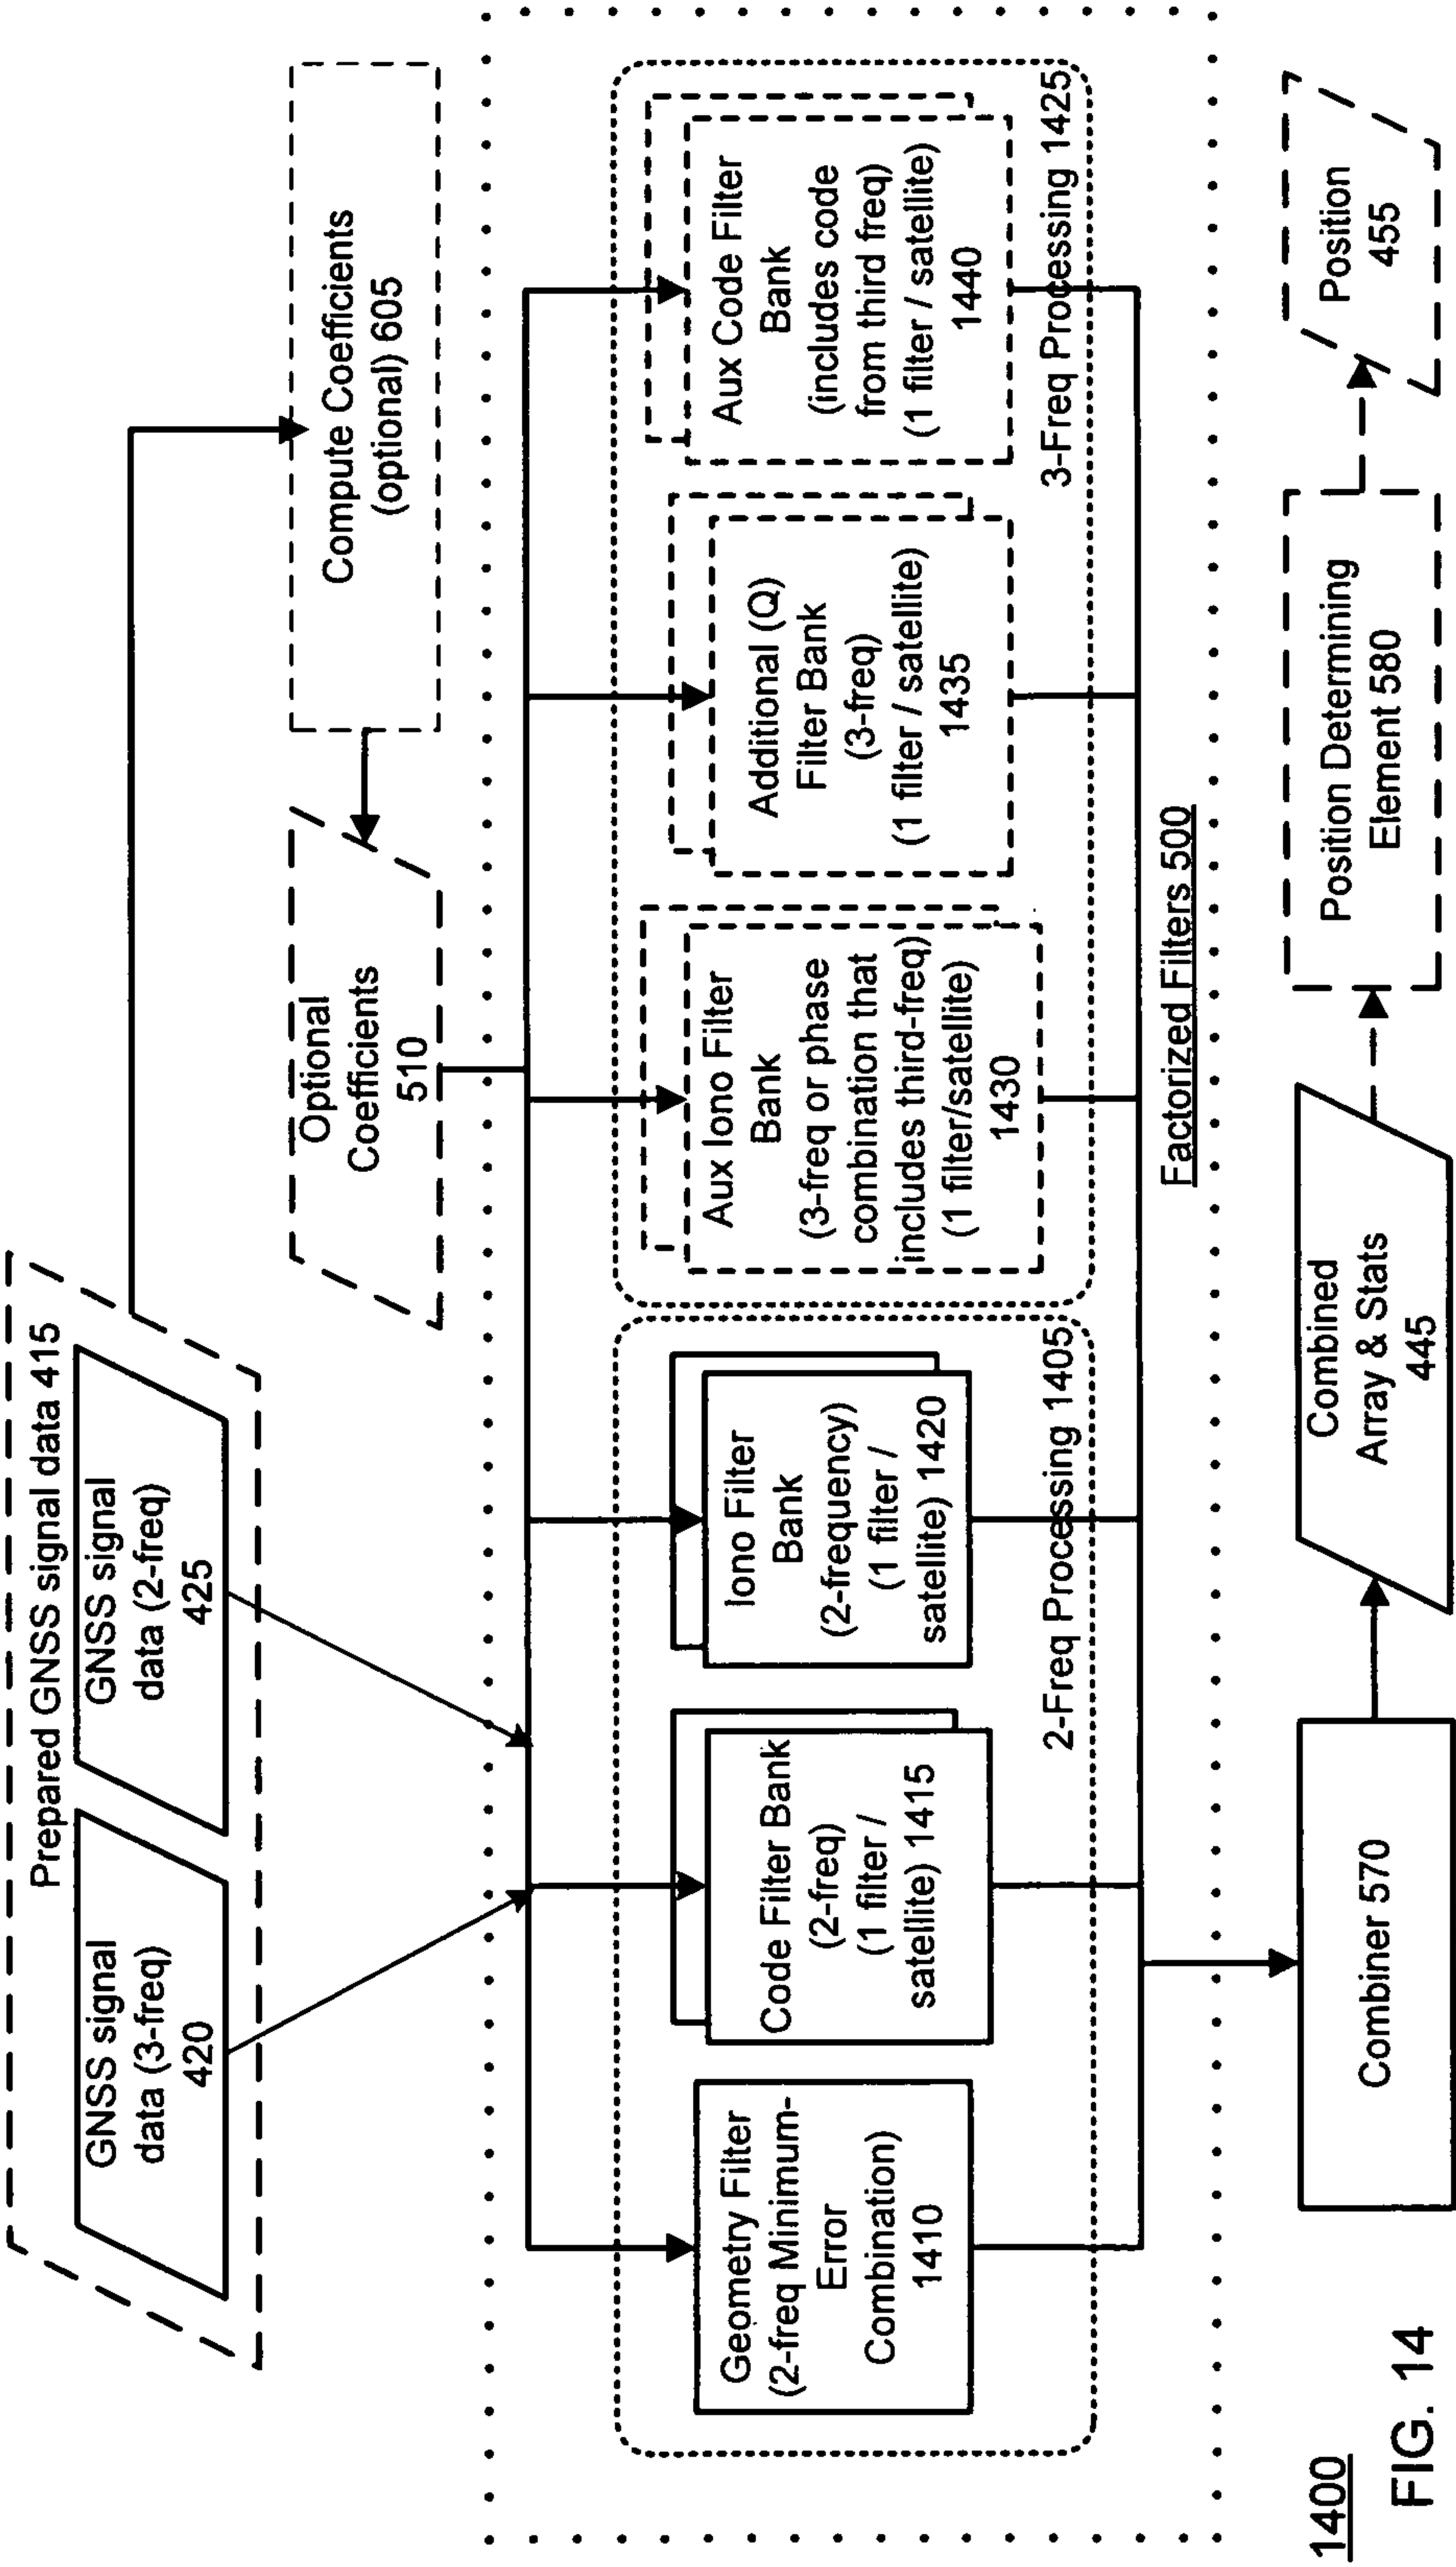 Prepared GNSS signal data 415
GNSS signal
data (3-freq)
420
GNSS signal
data (2-freq)
425
Optional
Coefficients
510
Compute Coefficients
(optional) 605
Geometry Filter
(2-freq Minimum-
Error
Combination)
1410
Code Filter Bank
(2-freq)
(1 filter /
satellite) 1415
Iono Filter
Bank
(2-frequency)
(1 filter /
satellite) 1420
2-Freq Processing 1405
Aux Iono Filter
Bank
(3-freq or phase
combination that
includes third-freq)
(1 filter/satellite)
1430
Additional (Q)
Filter Bank
(3-freq)
(1 filter / satellite)
1435
Aux Code Filter
Bank
(includes code
from third freq)
(1 filter / satellite)
1440
3-Freq Processing 1425
Factorized Filters 500
Combiner 570
Combined
Array & Stats
445
Position Determining
Element 580
Position
455
1400
FIG. 14